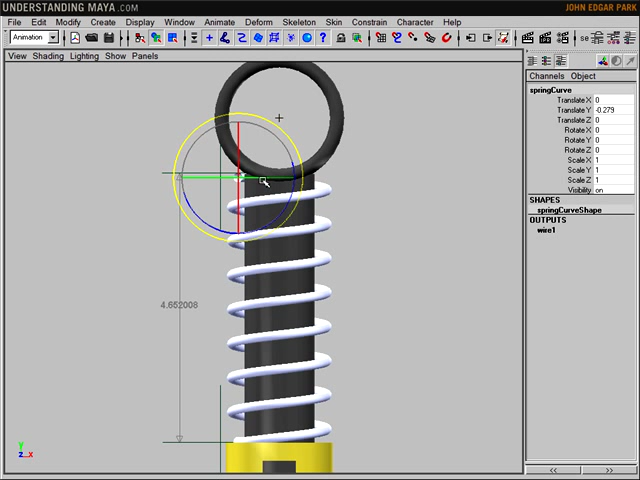 UNDERSTANDING MAYA.COM
JOHN EDGAR PARK
File Edit Modify Create Display Window Animate Deform Skeleton Skin Constrain Character Help
Animation
View Shading Lighting Show Panels
4.652008
y
z x
Channels Object
springCurve
Translate X 0
Translate Y -0.279
Translate Z 0
Rotate X 0
Rotate Y 0
Rotate Z 0
Scale X 1
Scale Y 1
Scale Z 1
Visibility on
SHAPES
springCurveShape
OUTPUTS
wire1
<< >>